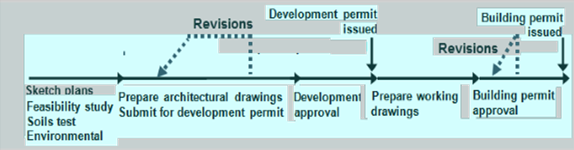 Revisions
Development permit
issued
Building permit
issued
Revisions
Sketch plans
Feasibility study
Soils test
Environmental
Prepare architectural drawings
Submit for development permit
Development
approval
Prepare working
drawings
Building permit
approval